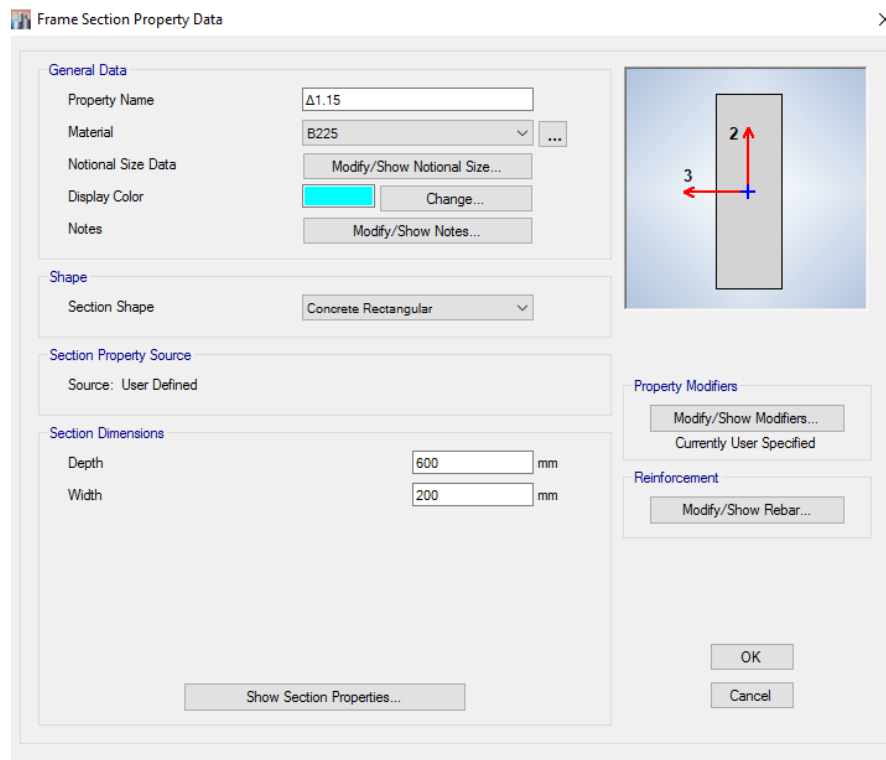 Frame Section Property Data
General Data
Property Name Δ1.15
Material B225 ...
Notional Size Data Modify/Show Notional Size...
Display Color Change...
Notes Modify/Show Notes...
Shape
Section Shape Concrete Rectangular
Section Property Source
Source: User Defined
Section Dimensions
Depth 600 mm
Width 200 mm
Show Section Properties...
2
3
Property Modifiers
Modify/Show Modifiers...
Currently User Specified
Reinforcement
Modify/Show Rebar...
OK
Cancel